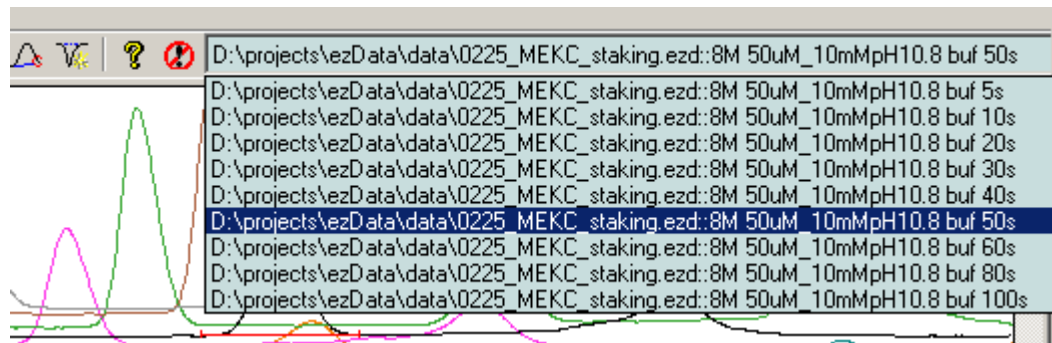 D:\projects\ezData\data\0225_MEKC_staking.ezd::8M 50uM_10mMpH10.8 buf 50s
D:\projects\ezData\data\0225_MEKC_staking.ezd::8M 50uM_10mMpH10.8 buf 5s
D:\projects\ezData\data\0225_MEKC_staking.ezd::8M 50uM_10mMpH10.8 buf 10s
D:\projects\ezData\data\0225_MEKC_staking.ezd::8M 50uM_10mMpH10.8 buf 20s
D:\projects\ezData\data\0225_MEKC_staking.ezd::8M 50uM_10mMpH10.8 buf 30s
D:\projects\ezData\data\0225_MEKC_staking.ezd::8M 50uM_10mMpH10.8 buf 40s
D:\projects\ezData\data\0225_MEKC_staking.ezd::8M 50uM_10mMpH10.8 buf 50s
D:\projects\ezData\data\0225_MEKC_staking.ezd::8M 50uM_10mMpH10.8 buf 60s
D:\projects\ezData\data\0225_MEKC_staking.ezd::8M 50uM_10mMpH10.8 buf 80s
D:\projects\ezData\data\0225_MEKC_staking.ezd::8M 50uM_10mMpH10.8 buf 100s